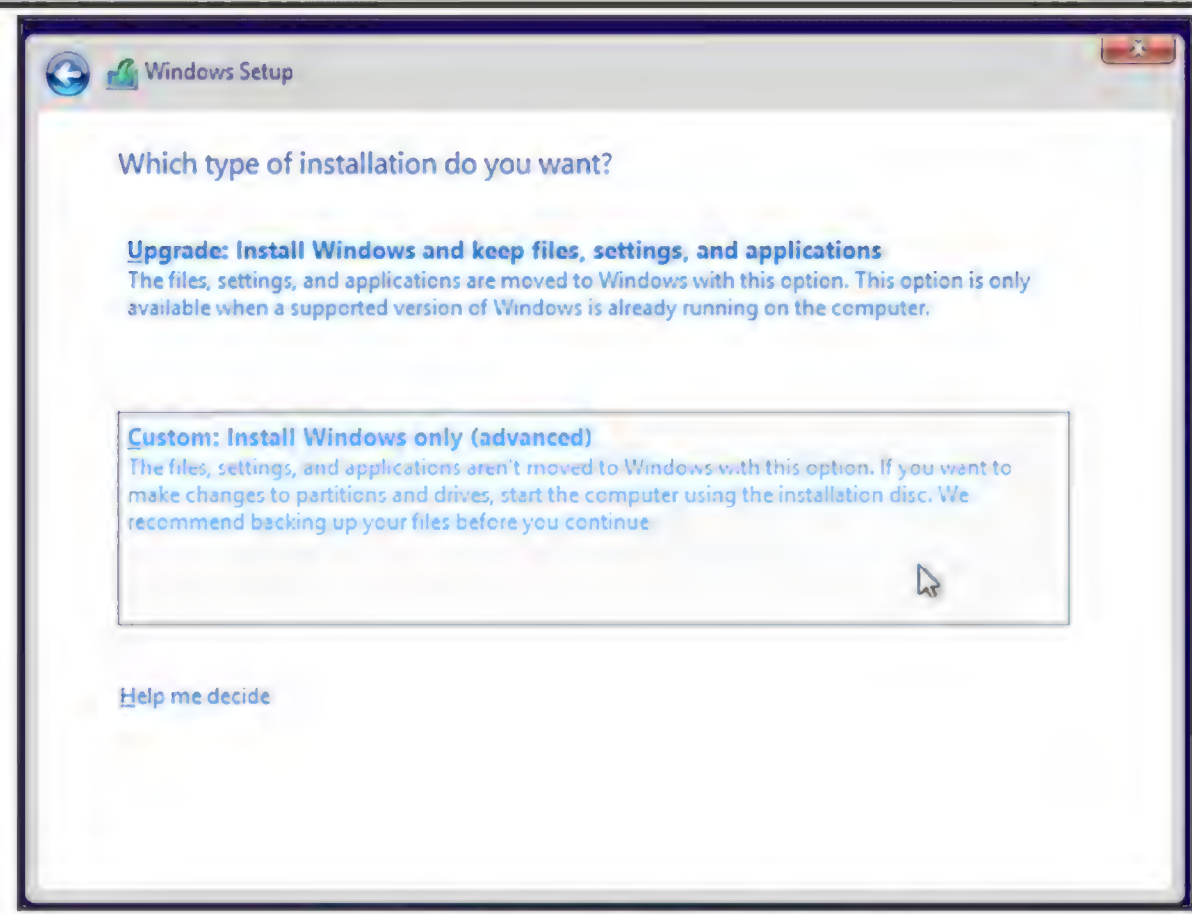 Windows Setup
Which type of installation do you want?
Upgrade: Install Windows and keep files, settings, and applications
The files, settings, and applications are moved to Windows with this option. This option is only
available when a supported version of Windows is already running on the computer.
Custom: Install Windows only (advanced)
The files, settings, and applications aren't moved to Windows with this option. If you want to
make changes to partitions and drives, start the computer using the installation disc. We
recommend backing up your files before you continue
Help me decide